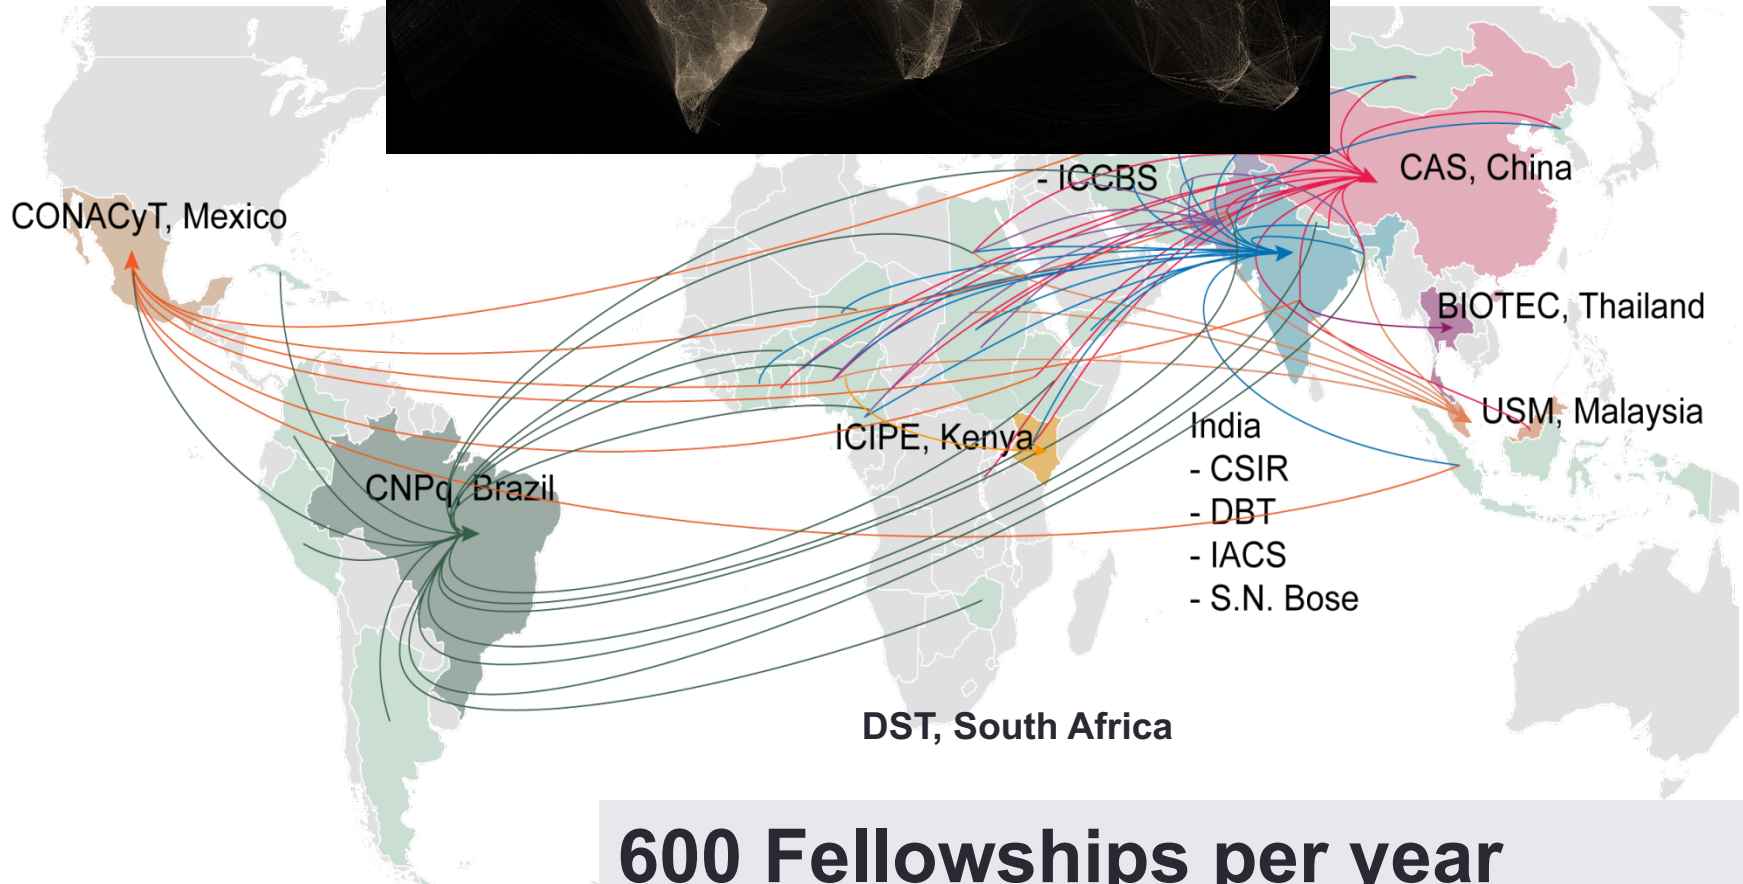 - ICCBS
CAS, China
CONACyT, Mexico
BIOTEC, Thailand
USM, Malaysia
ICIPE, Kenya
India
- CSIR
- DBT
- IACS
- S.N. Bose
CNPq, Brazil
DST, South Africa
600 Fellowships per year